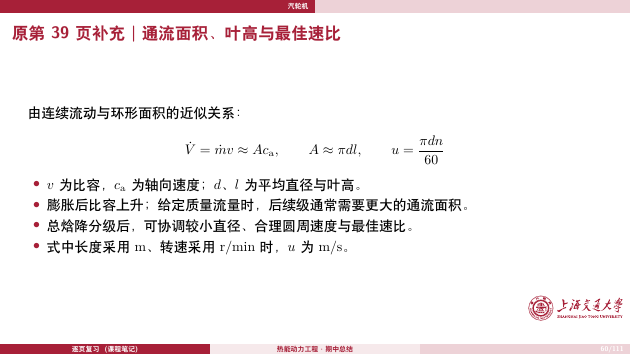 汽轮机
原第 39 页补充 | 通流面积、叶高与最佳速比
由连续流动与环形面积的近似关系：
V̇ = ṁv ≈ Ac_a,  A ≈ πdl,  u = πdn/60
• v 为比容，c_a 为轴向速度；d、l 为平均直径与叶高。
• 膨胀后比容上升；给定质量流量时，后续级通常需要更大的通流面积。
• 总焓降分级后，可协调较小直径、合理圆周速度与最佳速比。
• 式中长度采用 m、转速采用 r/min 时，u 为 m/s。
上海交通大学
SHANGHAI JIAO TONG UNIVERSITY
逐页复习（课程笔记）
热能动力工程 · 期中总结
60/111